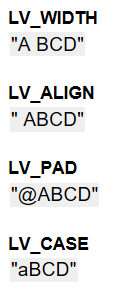 LV_WIDTH
"A BCD"
LV_ALIGN
" ABCD"
LV_PAD
"@ABCD"
LV_CASE
"aBCD"